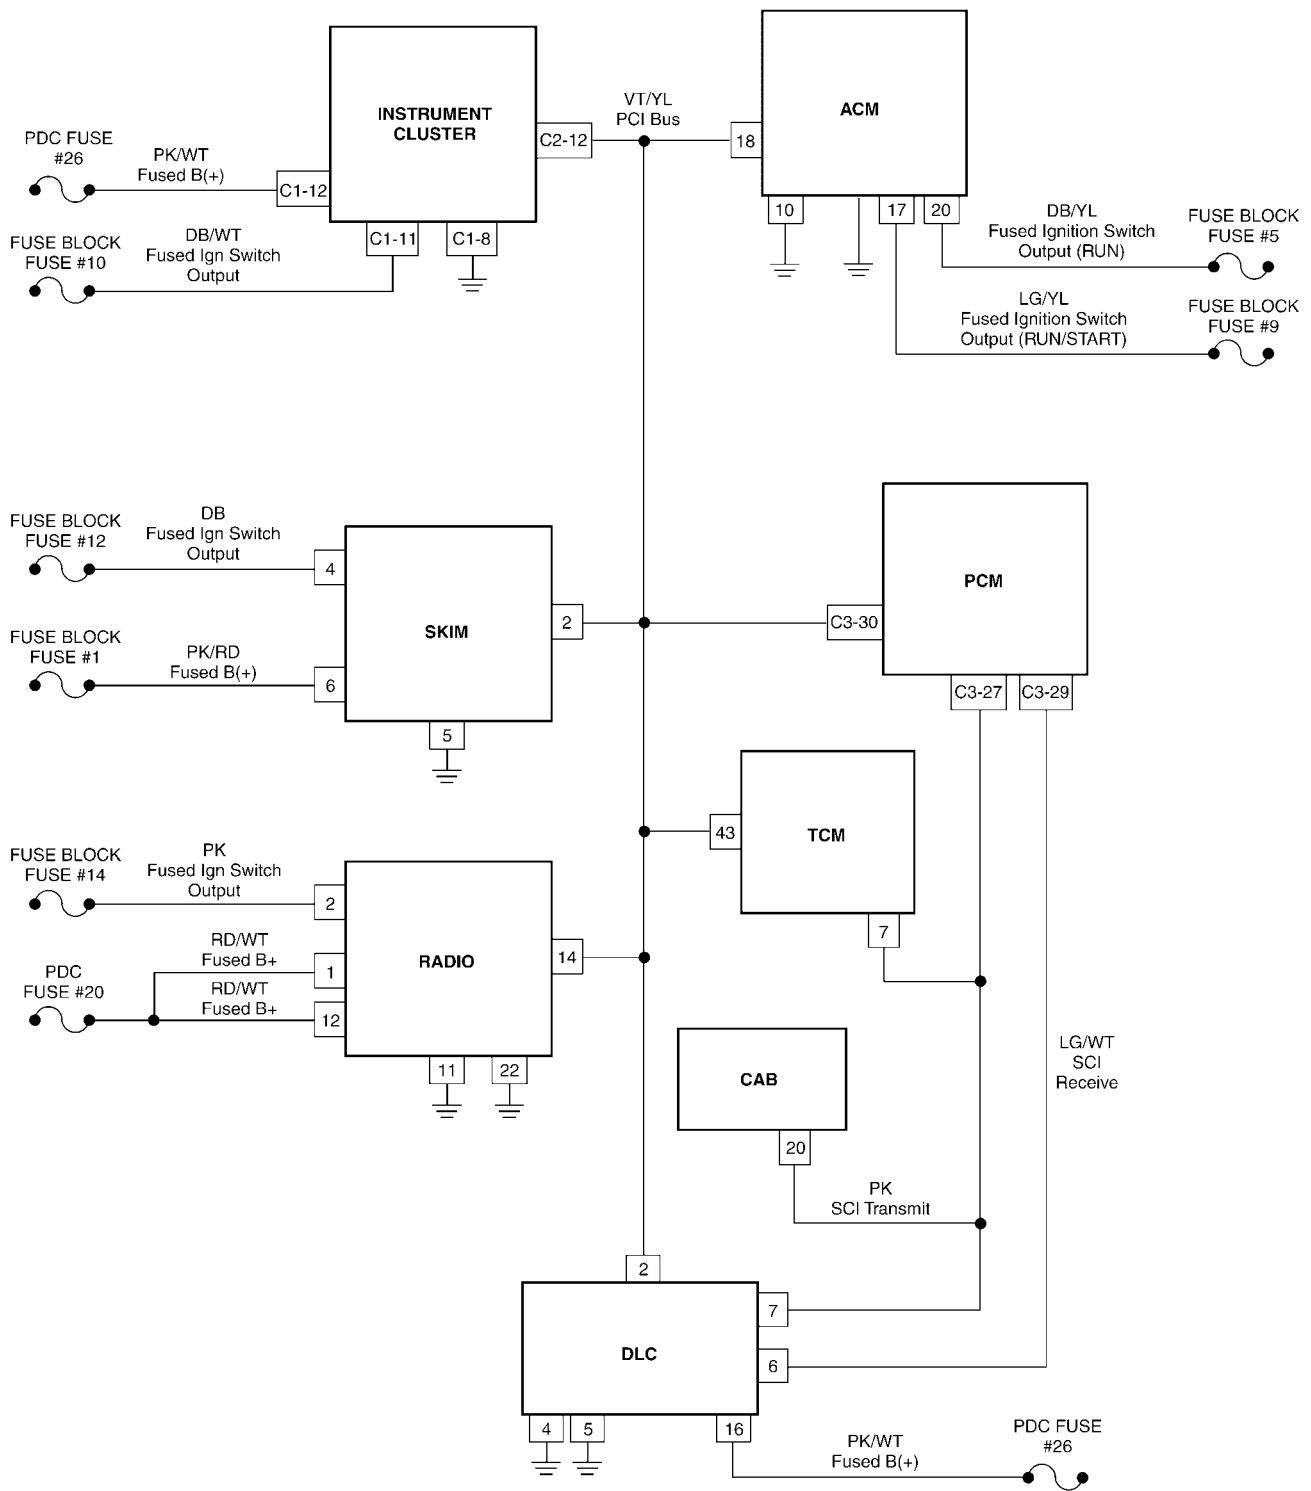 INSTRUMENT
CLUSTER
C2-12
VT/YL
PCI Bus
18
ACM
PDC FUSE
#26
PK/WT
Fused B(+)
C1-12
C1-11
C1-8
FUSE BLOCK
FUSE #10
DB/WT
Fused Ign Switch
Output
10
17
20
DB/YL
Fused Ignition Switch
Output (RUN)
FUSE BLOCK
FUSE #5
LG/YL
Fused Ignition Switch
Output (RUN/START)
FUSE BLOCK
FUSE #9
FUSE BLOCK
FUSE #12
DB
Fused Ign Switch
Output
4
SKIM
2
FUSE BLOCK
FUSE #1
PK/RD
Fused B(+)
6
5
PCM
C3-30
C3-27
C3-29
TCM
43
7
FUSE BLOCK
FUSE #14
PK
Fused Ign Switch
Output
2
RADIO
14
RD/WT
Fused B+
1
PDC
FUSE #20
RD/WT
Fused B+
12
11
22
CAB
20
LG/WT
SCI
Receive
PK
SCI Transmit
2
DLC
7
6
4
5
16
PK/WT
Fused B(+)
PDC FUSE
#26